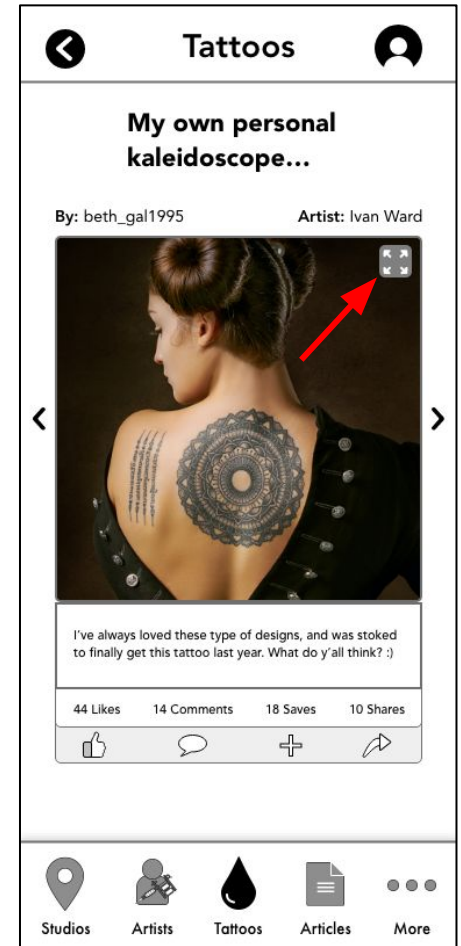 Tattoos
My own personal
kaleidoscope...
By: beth_gal1995
Artist: Ivan Ward
I've always loved these type of designs, and was stoked
to finally get this tattoo last year. What do y'all think? :)
44 Likes 14 Comments 18 Saves 10 Shares
Studios Artists Tattoos Articles More